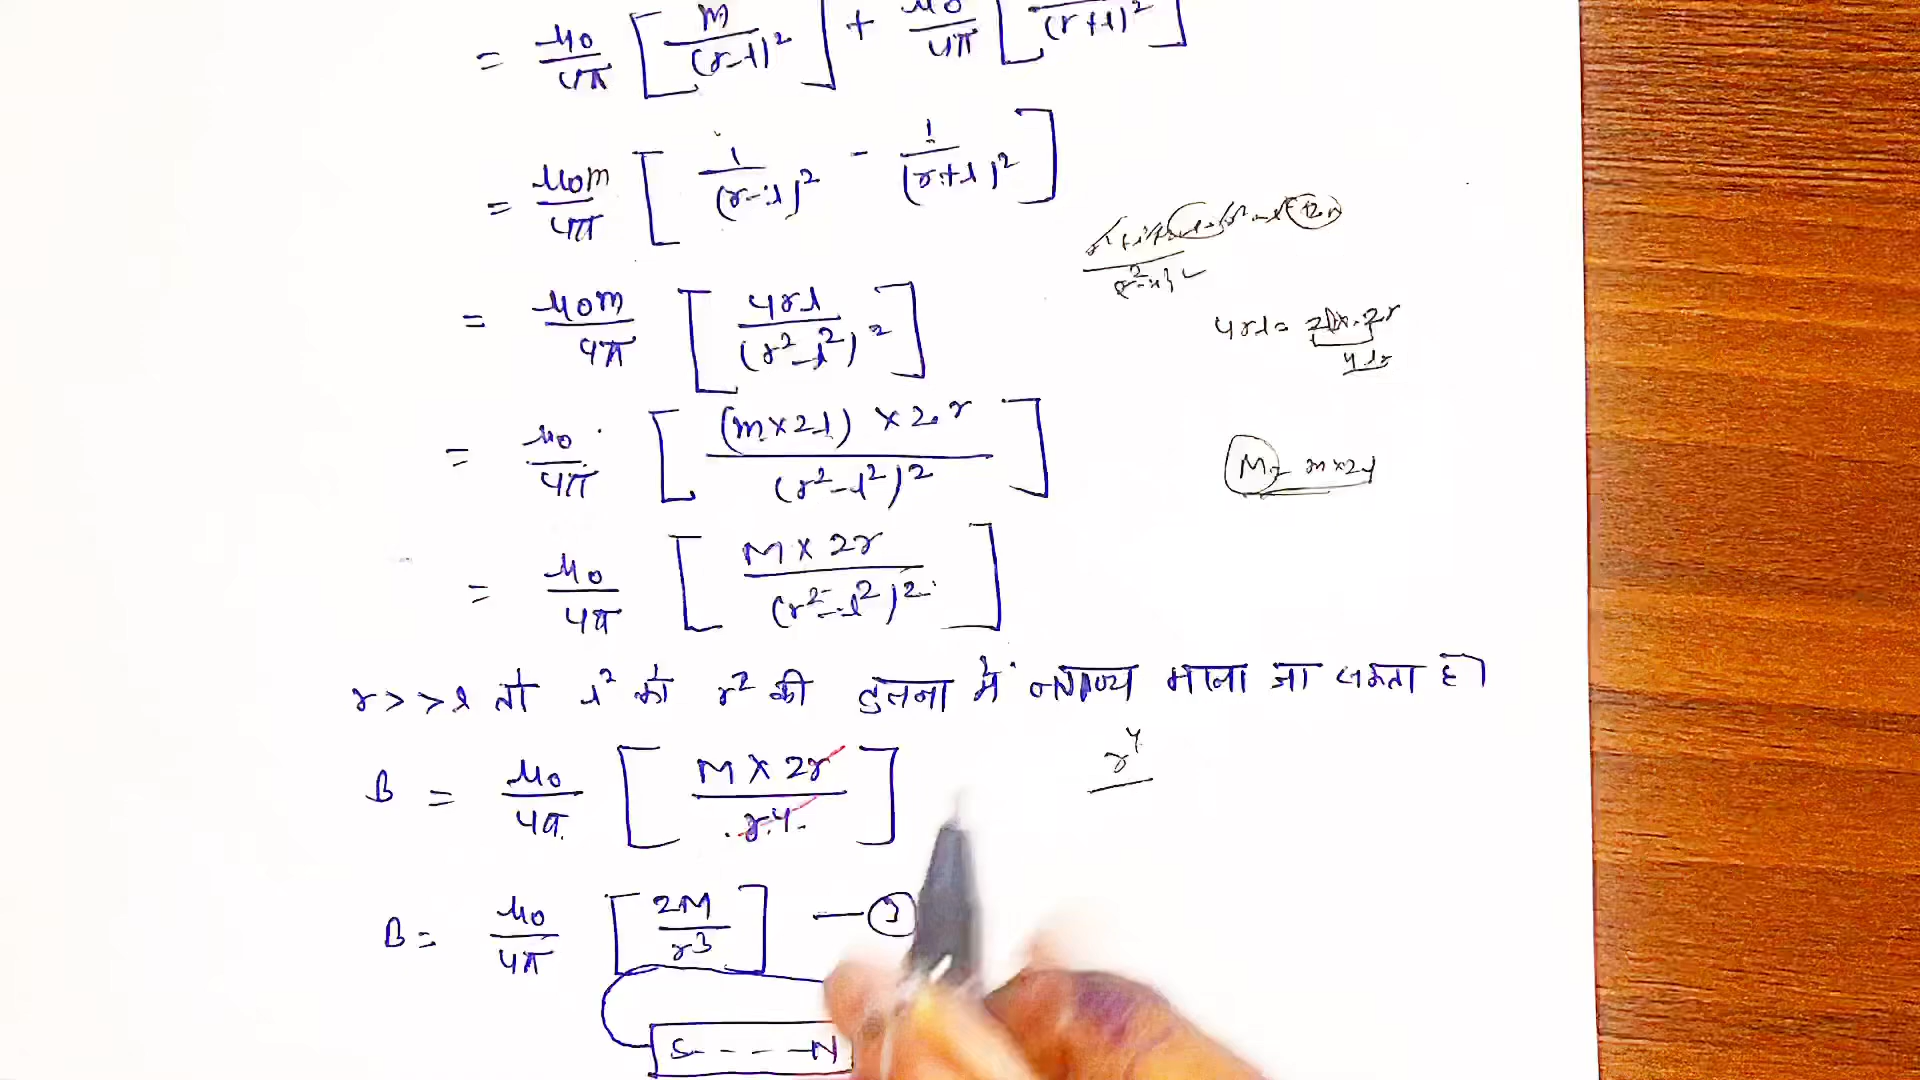 = μ0/4π [ m/(r-l)² ] + μ0/4π [ /(r+l)² ]
= μ0m/4π [ 1/(r-l)² - 1/(r+l)² ]
= μ0m/4π [ 4rl/(r²-l²)² ]
4rl = 2l×2r
4lr
= μ0/4π [ (m×2l) ×2r/(r²-l²)² ]
M = m×2l
= μ0/4π [ M×2r/(r²-l²)² ]
r>>l तो l² को r² की तुलना में नगण्य माना जा सकता है।
B = μ0/4π [ M×2r/r⁴ ]
r⁴
B = μ0/4π [ 2M/r³ ]
S - - - - N